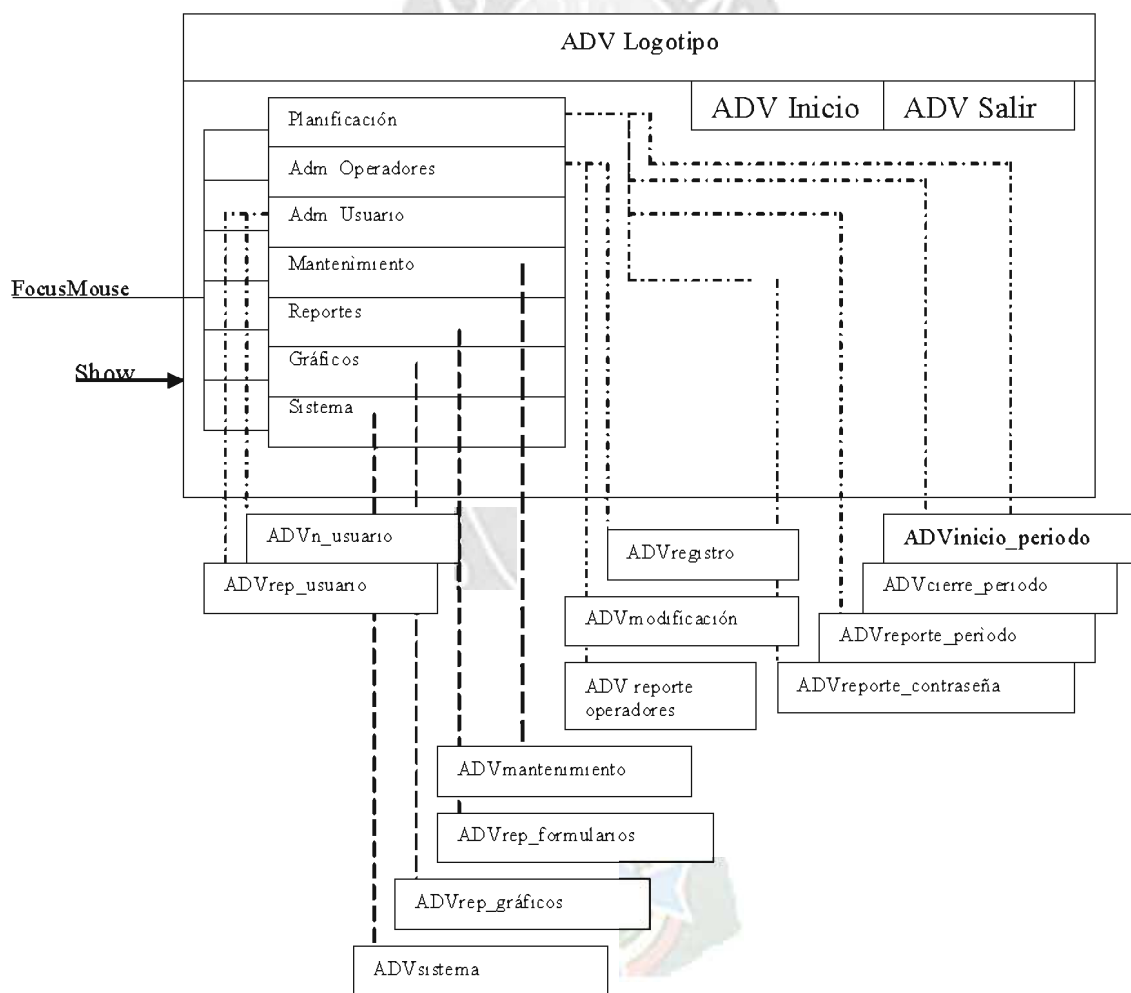 ADV Logotipo
ADV Inicio
ADV Salir
Planificación
Adm Operadores
Adm Usuario
Mantenimiento
Reportes
Gráficos
Sistema
FocusMouse
Show
ADVn_usuario
ADVrep_usuario
ADVregistro
ADVmodificación
ADV reporte
operadores
ADVinicio_periodo
ADVcierre_periodo
ADVreporte_periodo
ADVreporte_contraseña
ADVmantenimiento
ADVrep_formularios
ADVrep_gráficos
ADVsistema